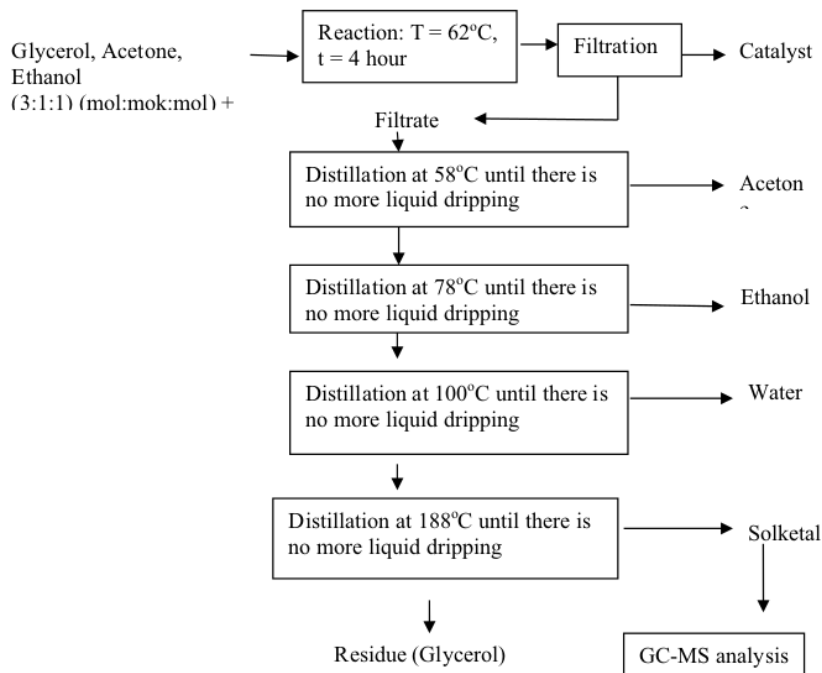 Glycerol, Acetone,
Ethanol
(3:1:1) (mol:mok:mol) +
Reaction: T = 62°C,
t = 4 hour
Filtration
Catalyst
Filtrate
Distillation at 58°C until there is
no more liquid dripping
Aceton
Distillation at 78°C until there is
no more liquid dripping
Ethanol
Distillation at 100°C until there is
no more liquid dripping
Water
Distillation at 188°C until there is
no more liquid dripping
Solketal
Residue (Glycerol)
GC-MS analysis